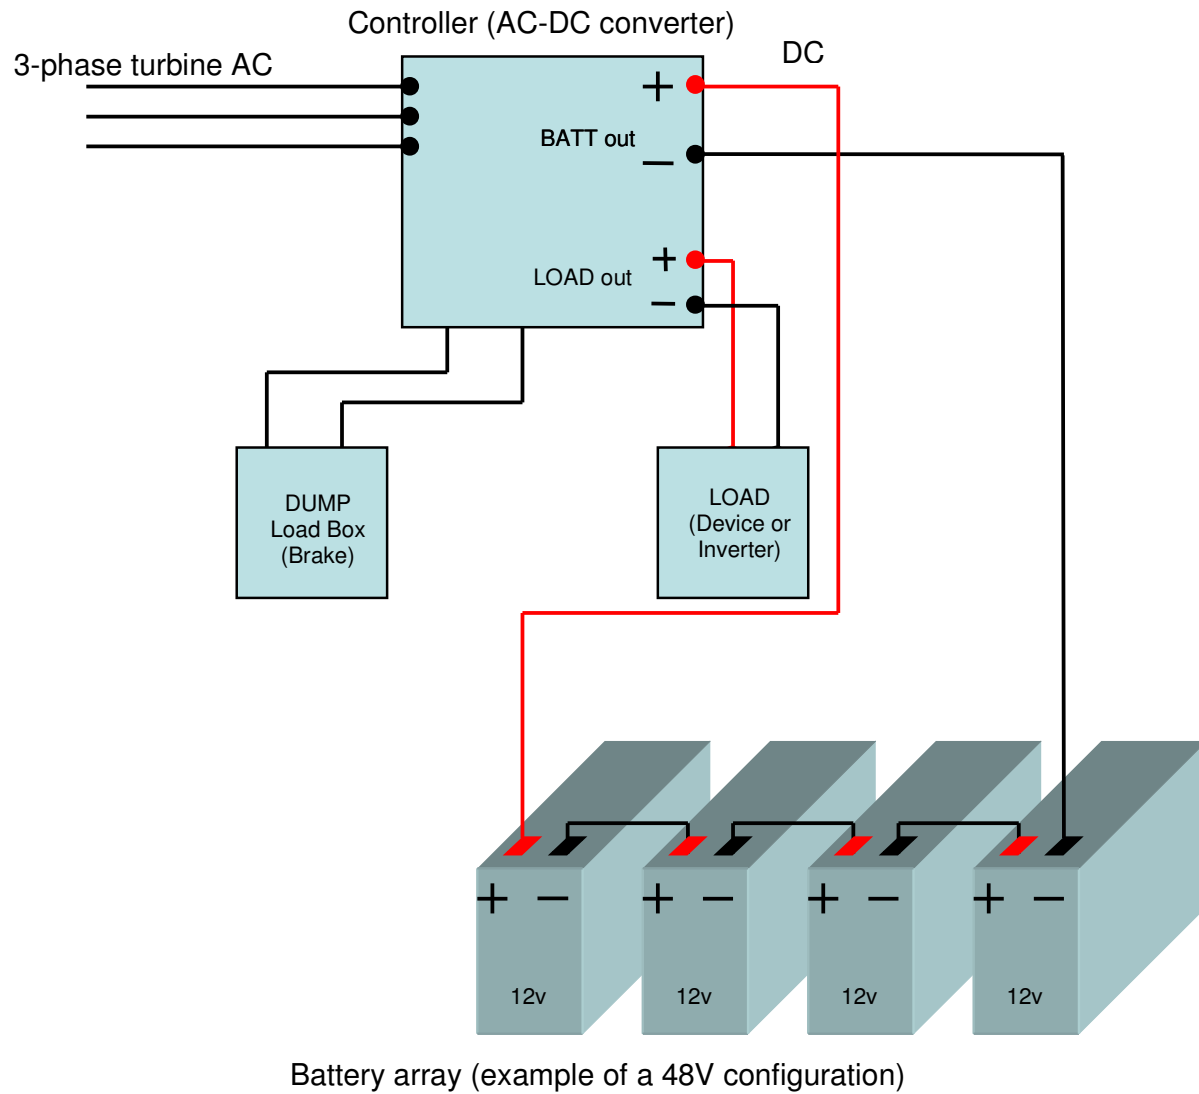 Controller (AC-DC converter)
3-phase turbine AC
DC
+
BATT out
—
+
LOAD out
—
DUMP
Load Box
(Brake)
LOAD
(Device or
Inverter)
+ — + — + — + —
12v 12v 12v 12v
Battery array (example of a 48V configuration)